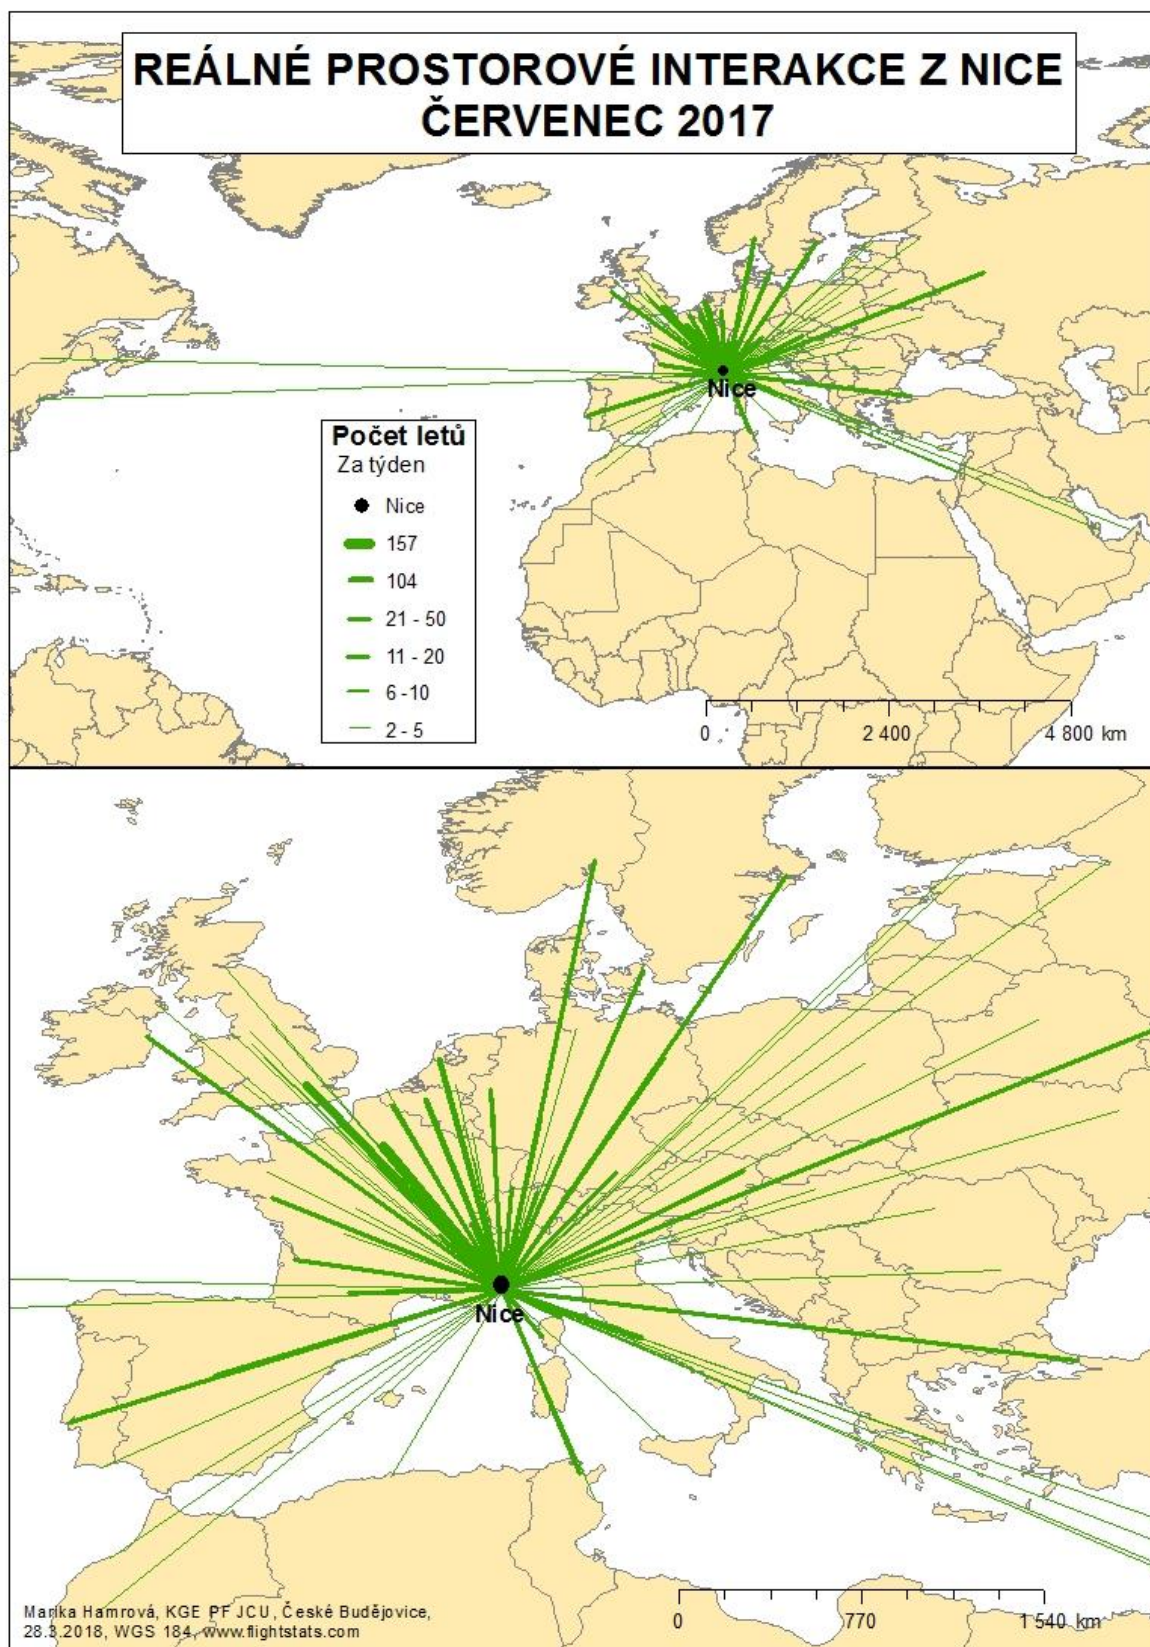 REÁLNÉ PROSTOROVÉ INTERAKCE Z NICE
ČERVENEC 2017
Nice
Počet letů
Za týden
Nice
157
104
21 - 50
11 - 20
6 - 10
2 - 5
0 2 400 4 800 km
Nice
Marika Hamrová, KGE PF JCU, České Budějovice,
28.3.2018, WGS 184, www.flightstats.com
0 770 1 540 km